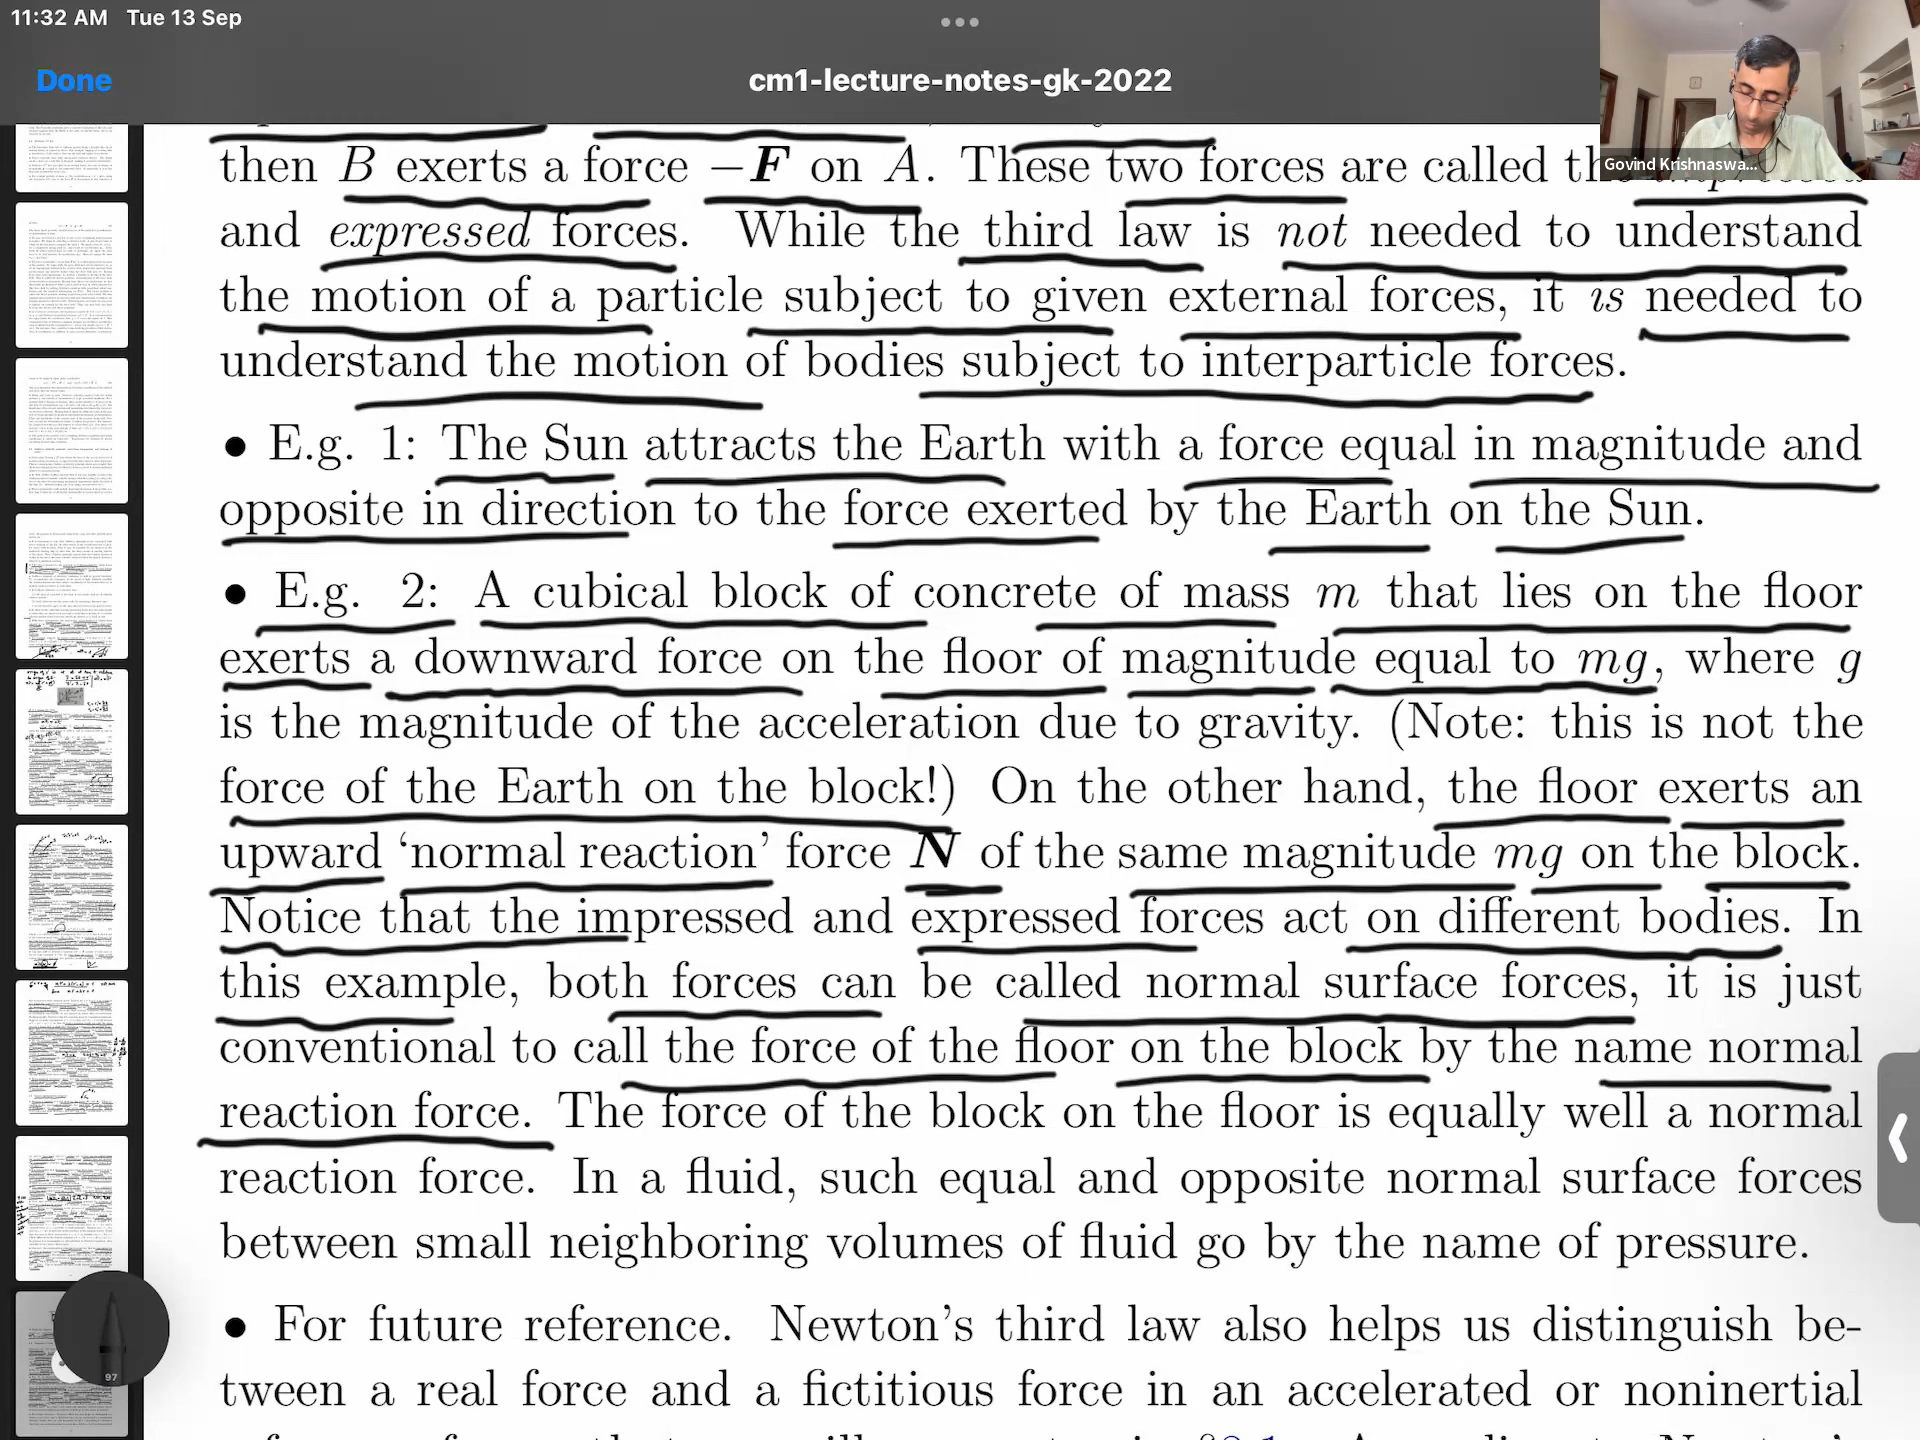 11:32 AM Tue 13 Sep
Done
cm1-lecture-notes-gk-2022
Govind Krishnaswa...
then B exerts a force −F on A. These two forces are called
and expressed forces. While the third law is not needed to understand
the motion of a particle subject to given external forces, it is needed to
understand the motion of bodies subject to interparticle forces.
• E.g. 1: The Sun attracts the Earth with a force equal in magnitude and
opposite in direction to the force exerted by the Earth on the Sun.
• E.g. 2: A cubical block of concrete of mass m that lies on the floor
exerts a downward force on the floor of magnitude equal to mg, where g
is the magnitude of the acceleration due to gravity. (Note: this is not the
force of the Earth on the block!) On the other hand, the floor exerts an
upward ‘normal reaction’ force N of the same magnitude mg on the block.
Notice that the impressed and expressed forces act on different bodies. In
this example, both forces can be called normal surface forces, it is just
conventional to call the force of the floor on the block by the name normal
reaction force. The force of the block on the floor is equally well a normal
reaction force. In a fluid, such equal and opposite normal surface forces
between small neighboring volumes of fluid go by the name of pressure.
• For future reference. Newton’s third law also helps us distinguish be-
tween a real force and a fictitious force in an accelerated or noninertial
97